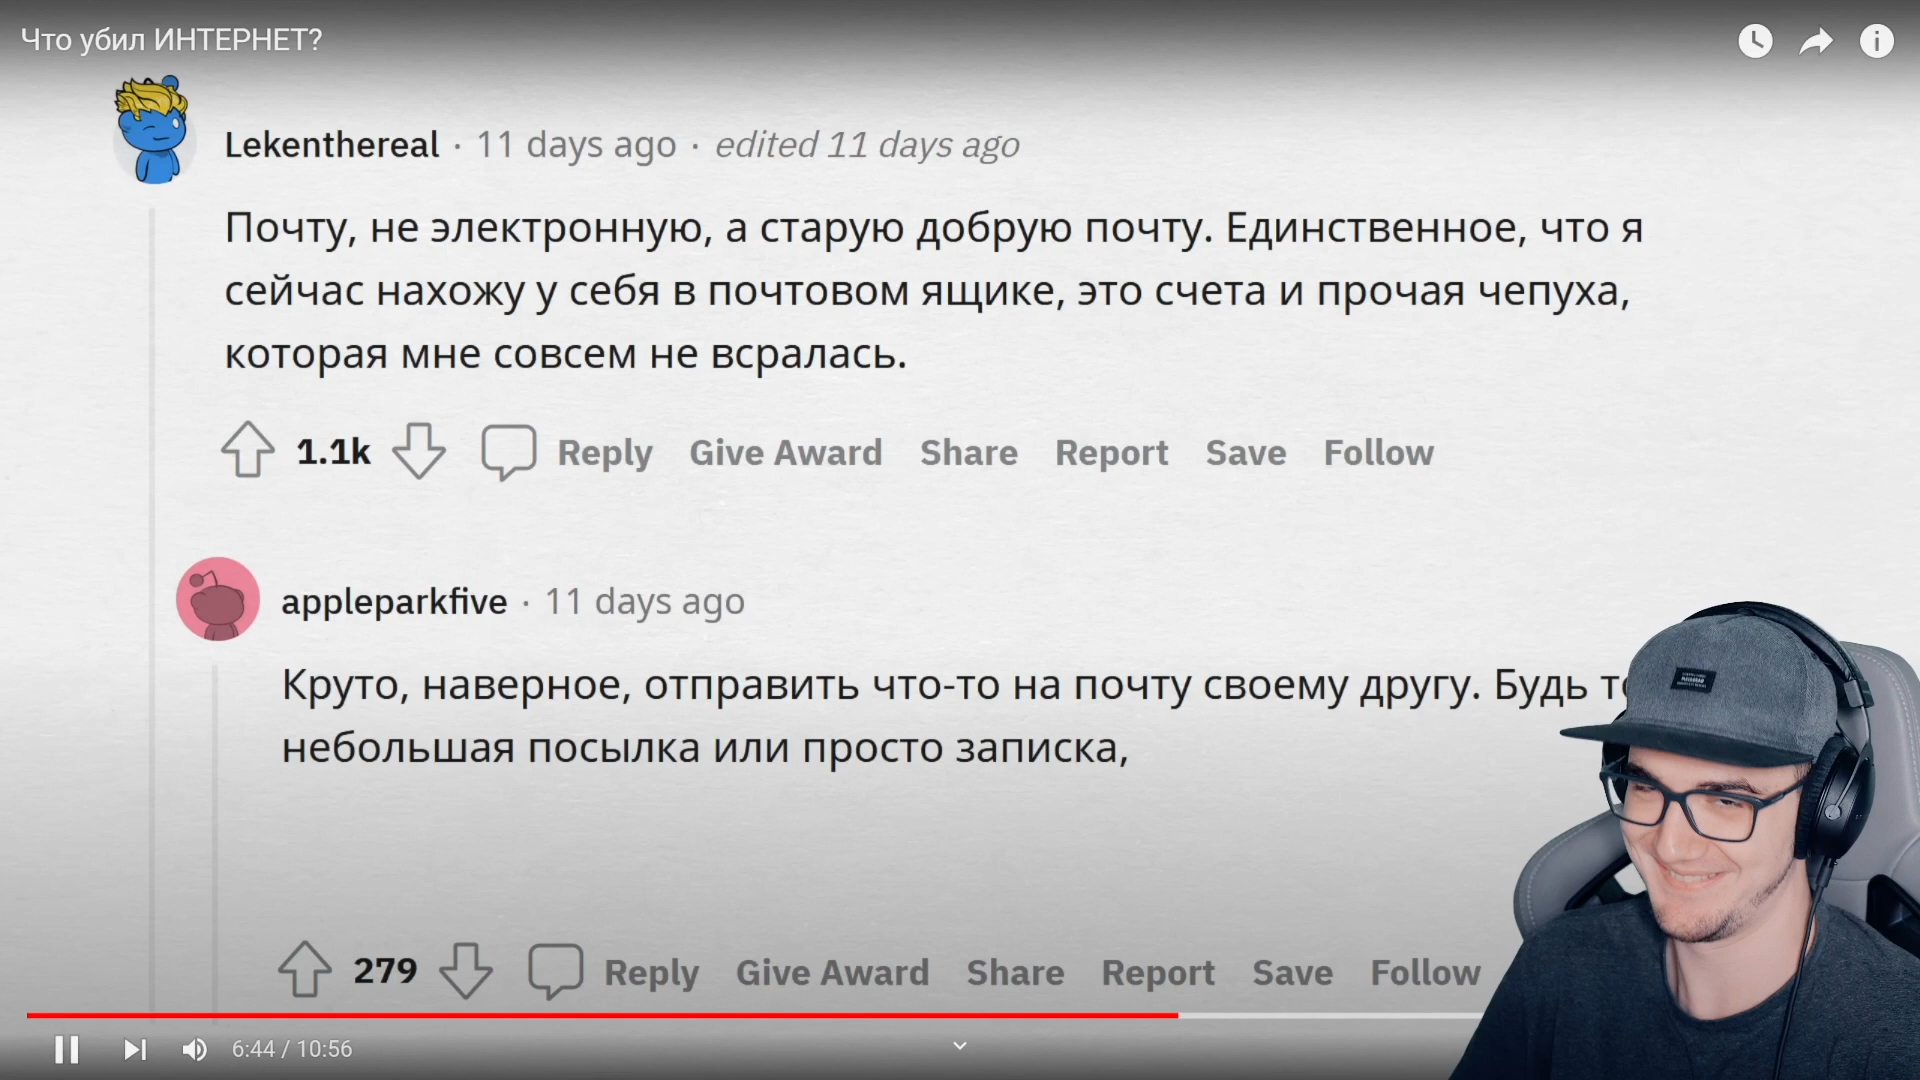 Что убил ИНТЕРНЕТ?
Lekenthereal · 11 days ago · edited 11 days ago
Почту, не электронную, а старую добрую почту. Единственное, что я
сейчас нахожу у себя в почтовом ящике, это счета и прочая чепуха,
которая мне совсем не всралась.
1.1k Reply Give Award Share Report Save Follow
appleparkfive · 11 days ago
Круто, наверное, отправить что-то на почту своему другу. Будь
небольшая посылка или просто записка,
279 Reply Give Award Share Report Save Follow
6:44 / 10:56